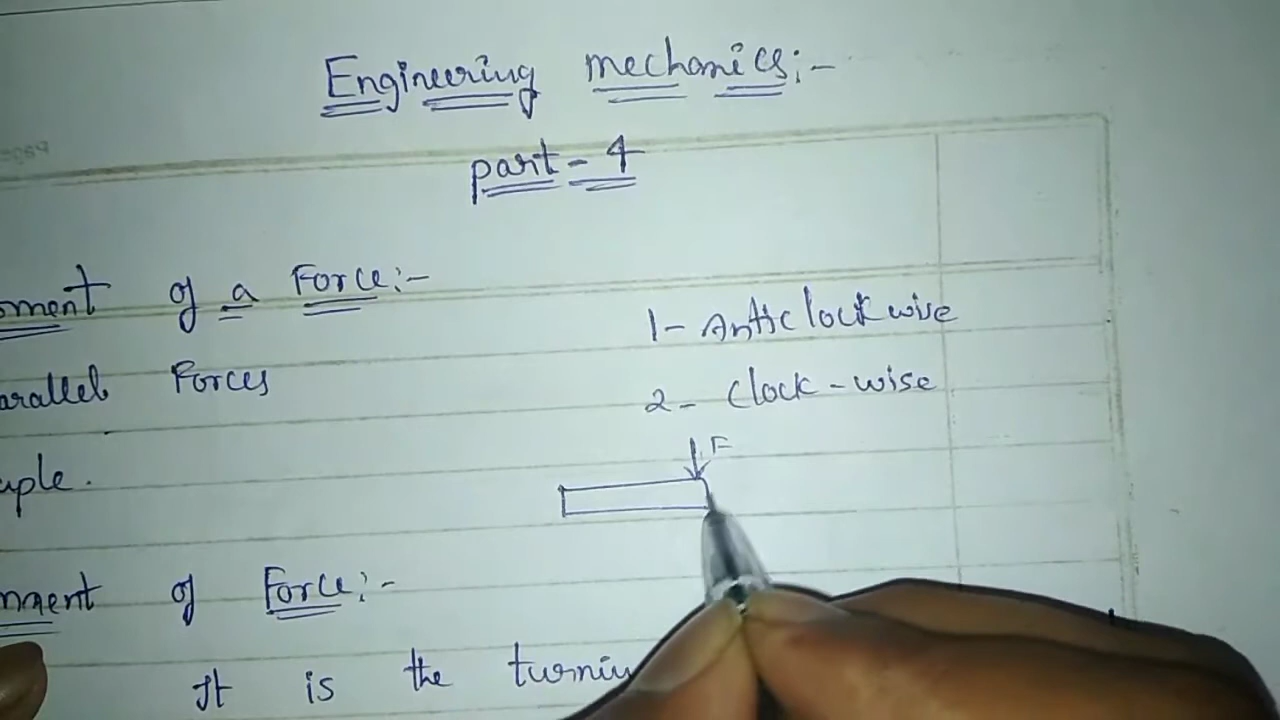 Engineering mechanics:-
part - 4
oment of a Force:-
arallel Forces
uple.
1- Anticlockwise
2- Clock-wise
F
ment of Force:-
It is the turnin